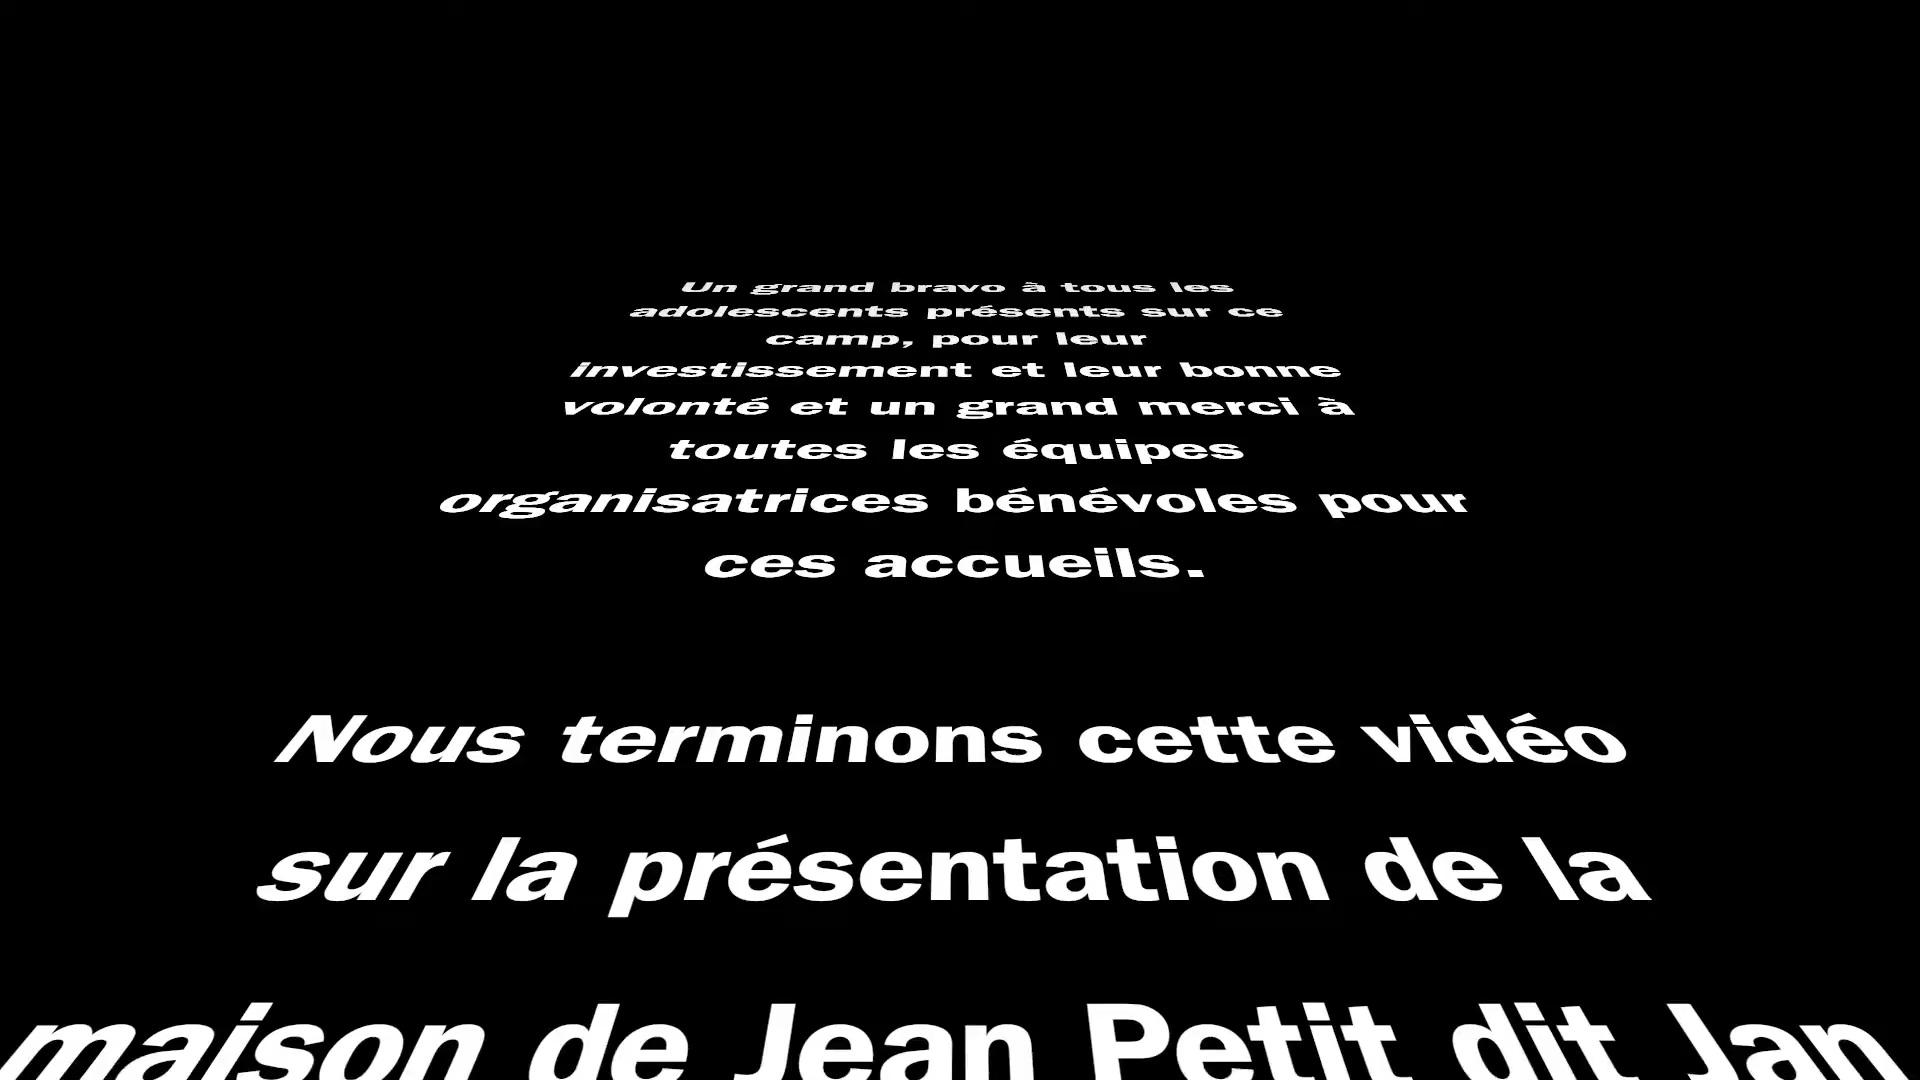 Un grand bravo à tous les
adolescents présents sur ce
camp, pour leur
investissement et leur bonne
volonté et un grand merci à
toutes les équipes
organisatrices bénévoles pour
ces accueils.
Nous terminons cette vidéo
sur la présentation de la
maison de Jean Petit dit Jan